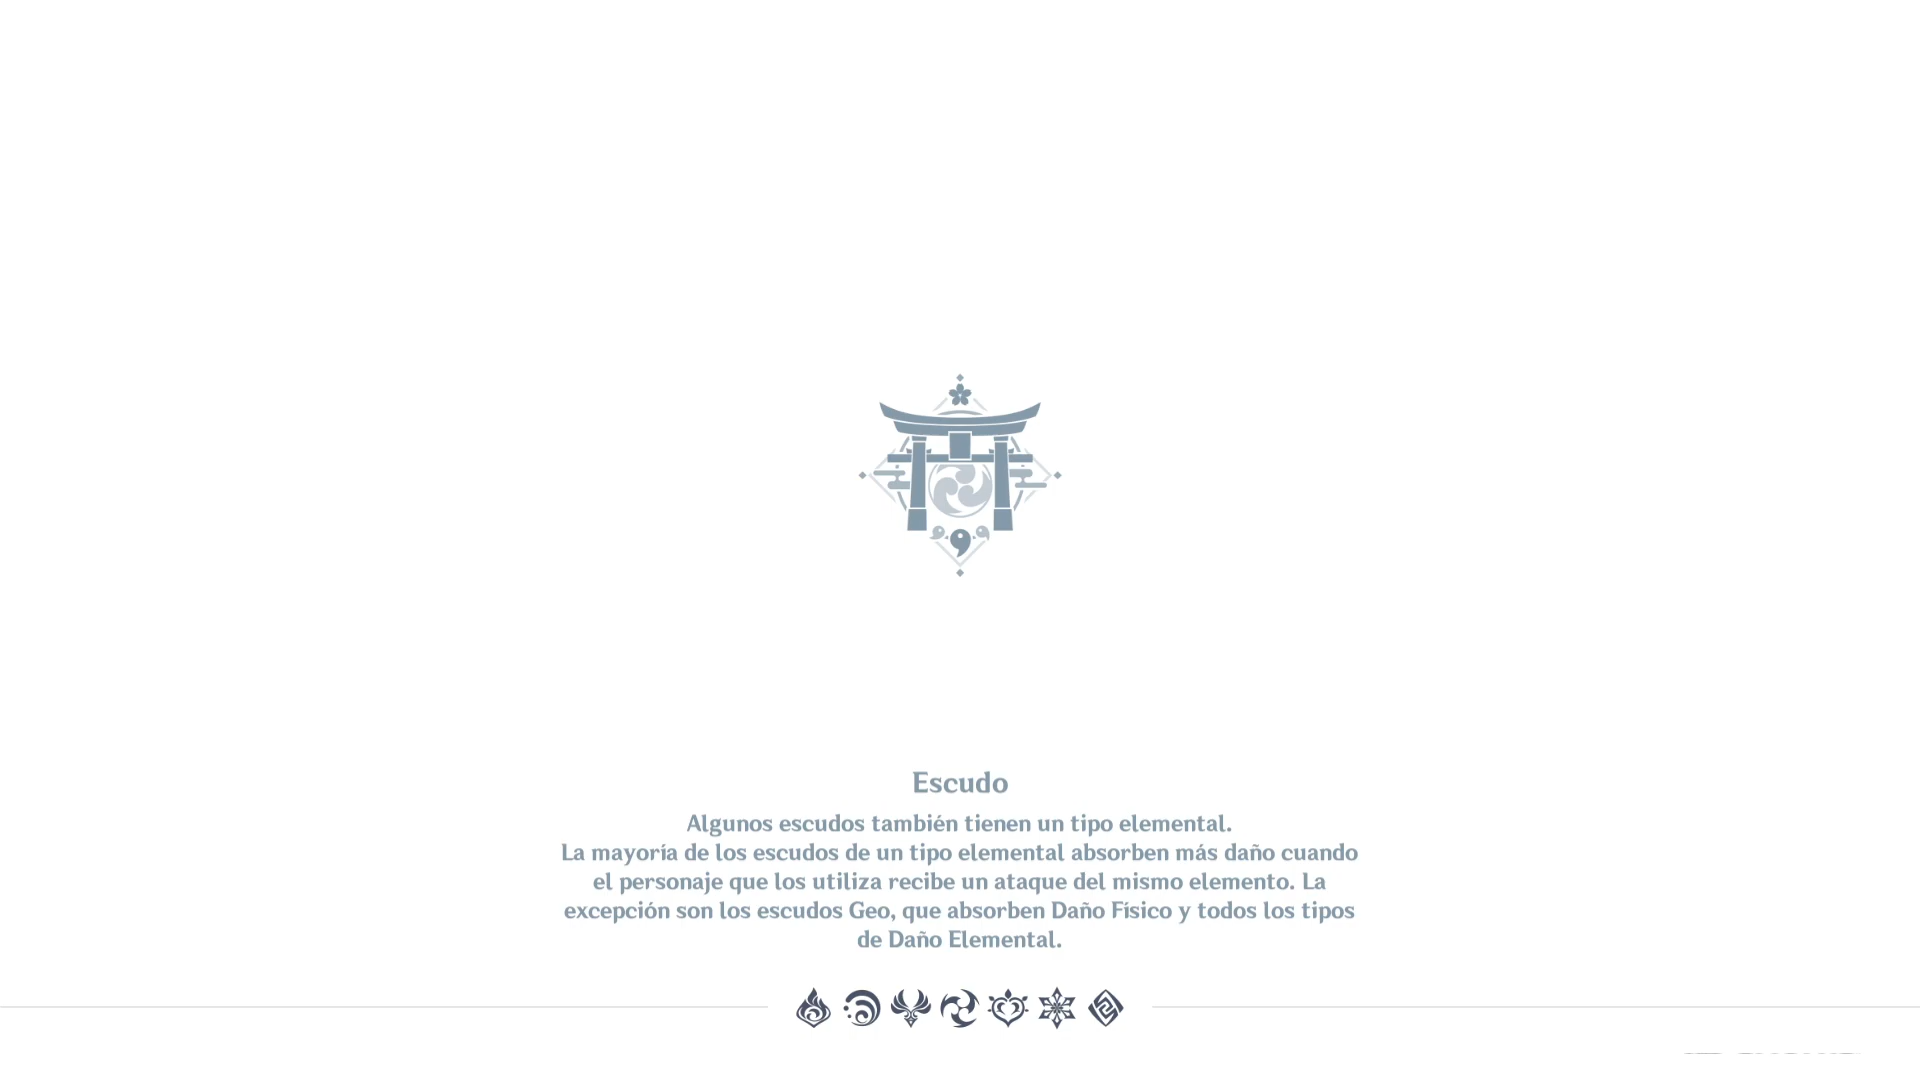 Escudo
Algunos escudos también tienen un tipo elemental.
La mayoría de los escudos de un tipo elemental absorben más daño cuando
el personaje que los utiliza recibe un ataque del mismo elemento. La
excepción son los escudos Geo, que absorben Daño Físico y todos los tipos
de Daño Elemental.